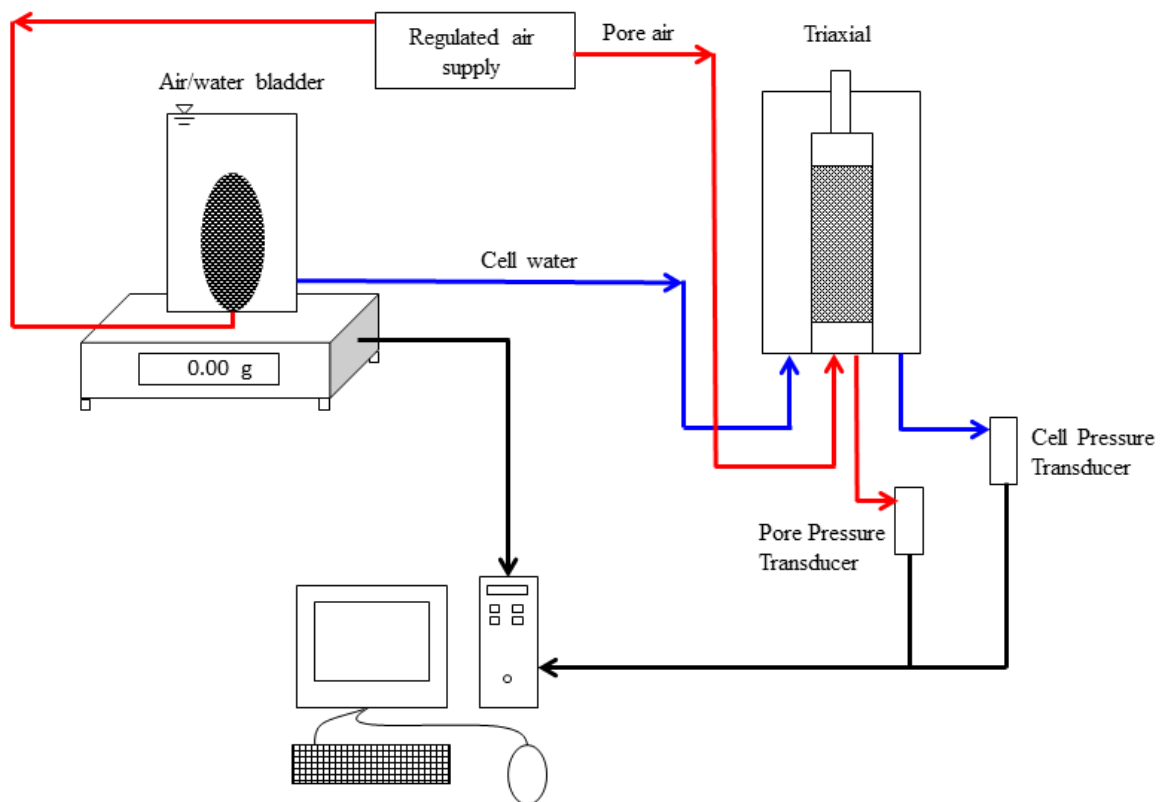 Regulated air
supply
Pore air
Triaxial
Air/water bladder
Cell water
0.00 g
Cell Pressure
Transducer
Pore Pressure
Transducer